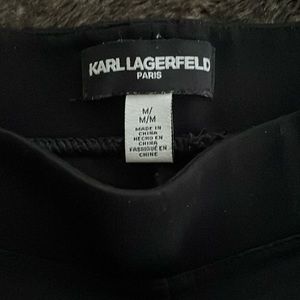 KARL LAGERFELD
PARIS
M/
M/M
MADE IN
CHINA
HECHO EN
CHINA
FABRIQUÉ EN
CHINE